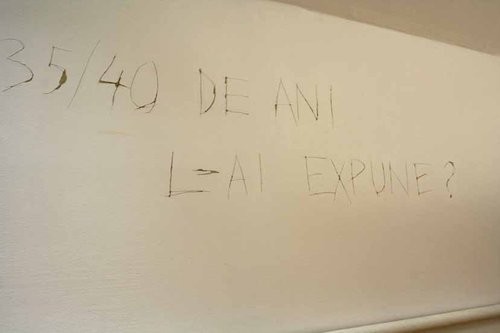 35/40 DE ANI
L=AI EXPUNE?